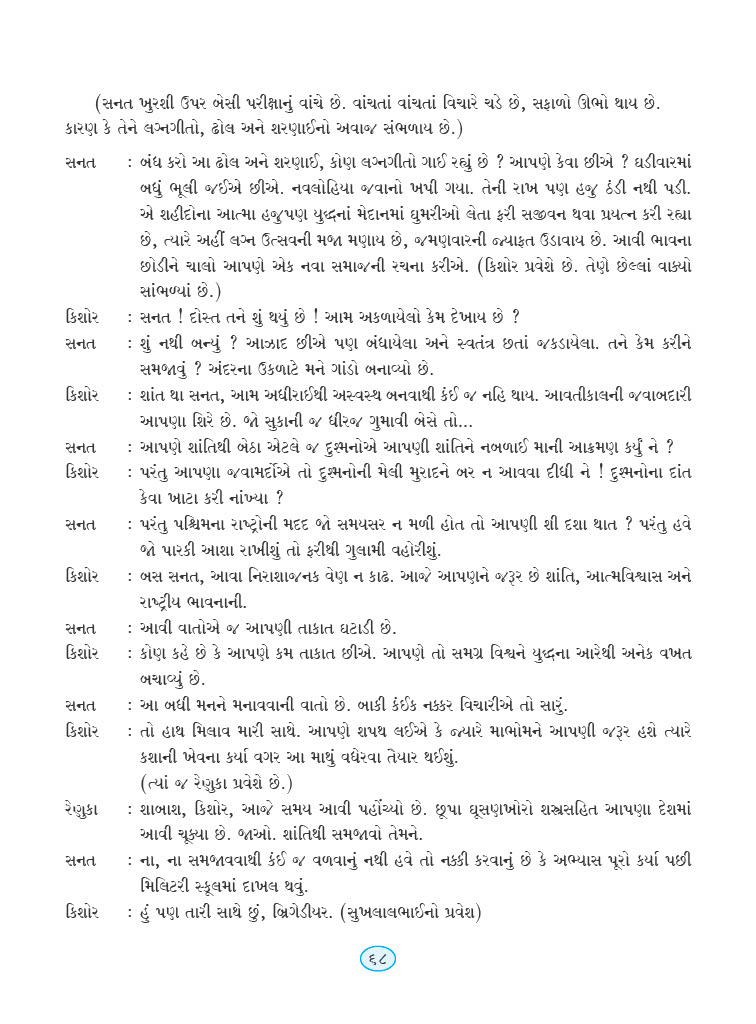 (સનત ખુરશી ઉપર બેસી પરીક્ષાનું વાંચે છે. વાંચતાં વાંચતાં વિચારે ચડે છે, સફાળો ઊભો થાય છે.
કારણ કે તેને લગ્નગીતો, ઢોલ અને શરણાઈનો અવાજ સંભળાય છે.)
સનત : બંધ કરો આ ઢોલ અને શરણાઈ, કોણ લગ્નગીતો ગાઈ રહ્યું છે ? આપણે કેવા છીએ ? ઘડીવારમાં
બધું ભૂલી જઈએ છીએ. નવલોહિયા જવાનો ખપી ગયા. તેની રાખ પણ હજુ ઠંડી નથી પડી.
એ શહીદોના આત્મા હજુપણ યુદ્ધનાં મેદાનમાં ઘુમરીઓ લેતા ફરી સજીવન થવા પ્રયત્ન કરી રહ્યા
છે, ત્યારે અહીં લગ્ન ઉત્સવની મજા મણાય છે, જમણવારની જ્યાફત ઉડાવાય છે. આવી ભાવના
છોડીને ચાલો આપણે એક નવા સમાજની રચના કરીએ. (કિશોર પ્રવેશે છે. તેણે છેલ્લાં વાક્યો
સાંભળ્યાં છે.)
કિશોર : સનત ! દોસ્ત તને શું થયું છે ! આમ અકળાયેલો કેમ દેખાય છે ?
સનત : શું નથી બન્યું ? આઝાદ છીએ પણ બંધાયેલા અને સ્વતંત્ર છતાં જકડાયેલા. તને કેમ કરીને
સમજાવું ? અંદરના ઉકળાટે મને ગાંડો બનાવ્યો છે.
કિશોર : શાંત થા સનત, આમ અધીરાઈથી અસ્વસ્થ બનવાથી કંઈ જ નહિ થાય. આવતીકાલની જવાબદારી
આપણા શિરે છે. જો સુકાની જ ધીરજ ગુમાવી બેસે તો...
સનત : આપણે શાંતિથી બેઠા એટલે જ દુશ્મનોએ આપણી શાંતિને નબળાઈ માની આક્રમણ કર્યું ને ?
કિશોર : પરંતુ આપણા જવામર્દોએ તો દુશ્મનોની મેલી મુરાદને બર ન આવવા દીધી ને ! દુશ્મનોના દાંત
કેવા ખાટા કરી નાંખ્યા ?
સનત : પરંતુ પશ્ચિમના રાષ્ટ્રોની મદદ જો સમયસર ન મળી હોત તો આપણી શી દશા થાત ? પરંતુ હવે
જો પારકી આશા રાખીશું તો ફરીથી ગુલામી વહોરીશું.
કિશોર : બસ સનત, આવા નિરાશાજનક વેણ ન કાઢ. આજે આપણને જરૂર છે શાંતિ, આત્મવિશ્વાસ અને
રાષ્ટ્રીય ભાવનાની.
સનત : આવી વાતોએ જ આપણી તાકાત ઘટાડી છે.
કિશોર : કોણ કહે છે કે આપણે કમ તાકાત છીએ. આપણે તો સમગ્ર વિશ્વને યુદ્ધના આરેથી અનેક વખત
બચાવ્યું છે.
સનત : આ બધી મનને મનાવવાની વાતો છે. બાકી કંઈક નક્કર વિચારીએ તો સારું.
કિશોર : તો હાથ મિલાવ મારી સાથે. આપણે શપથ લઈએ કે જ્યારે માભોમને આપણી જરૂર હશે ત્યારે
કશાની ખેવના કર્યા વગર આ માથું વધેરવા તૈયાર થઈશું.
(ત્યાં જ રેણુકા પ્રવેશે છે.)
રેણુકા : શાબાશ, કિશોર, આજે સમય આવી પહોંચ્યો છે. છૂપા ઘૂસણખોરો શસ્ત્રસહિત આપણા દેશમાં
આવી ચૂક્યા છે. જાઓ. શાંતિથી સમજાવો તેમને.
સનત : ના, ના સમજાવવાથી કંઈ જ વળવાનું નથી હવે તો નક્કી કરવાનું છે કે અભ્યાસ પૂરો કર્યા પછી
મિલિટરી સ્કૂલમાં દાખલ થવું.
કિશોર : હું પણ તારી સાથે છું, બ્રિગેડીયર. (સુખલાલભાઈનો પ્રવેશ)
૬૮